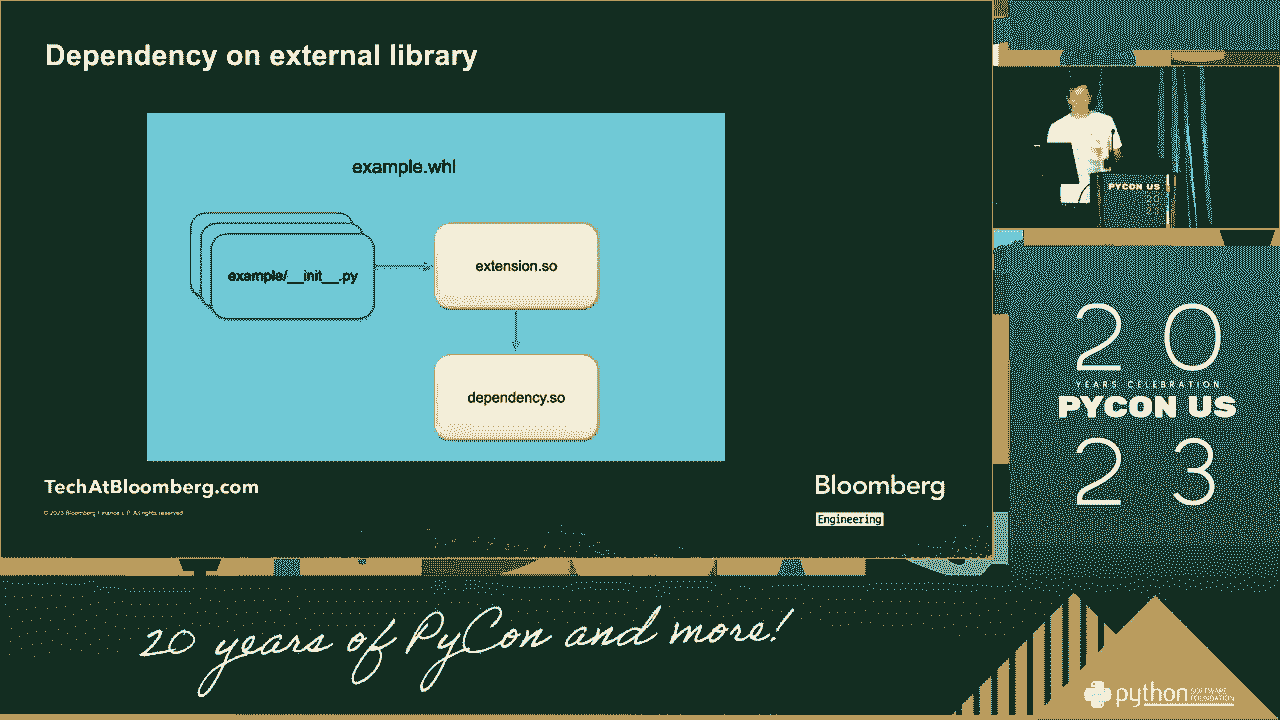 Dependency on external library
example.whl
example/__init__.py
extension.so
dependency.so
TechAtBloomberg.com
© 2023 Bloomberg Finance L.P. All rights reserved.
Bloomberg
Engineering
PYCON US
20
20
YEARS CELEBRATION
PYCON US
23
20 years of PyCon and more!
python
SOFTWARE
FOUNDATION